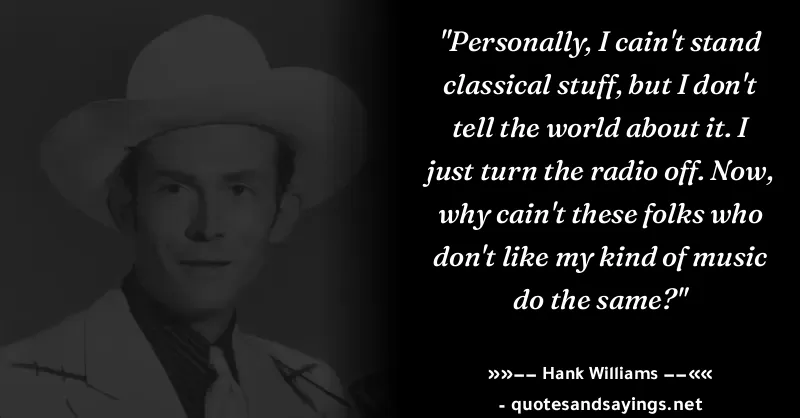 "Personally, I cain't stand
classical stuff, but I don't
tell the world about it. I
just turn the radio off. Now,
why cain't these folks who
don't like my kind of music
do the same?"
»»—— Hank Williams ——««
- quotesandsayings.net